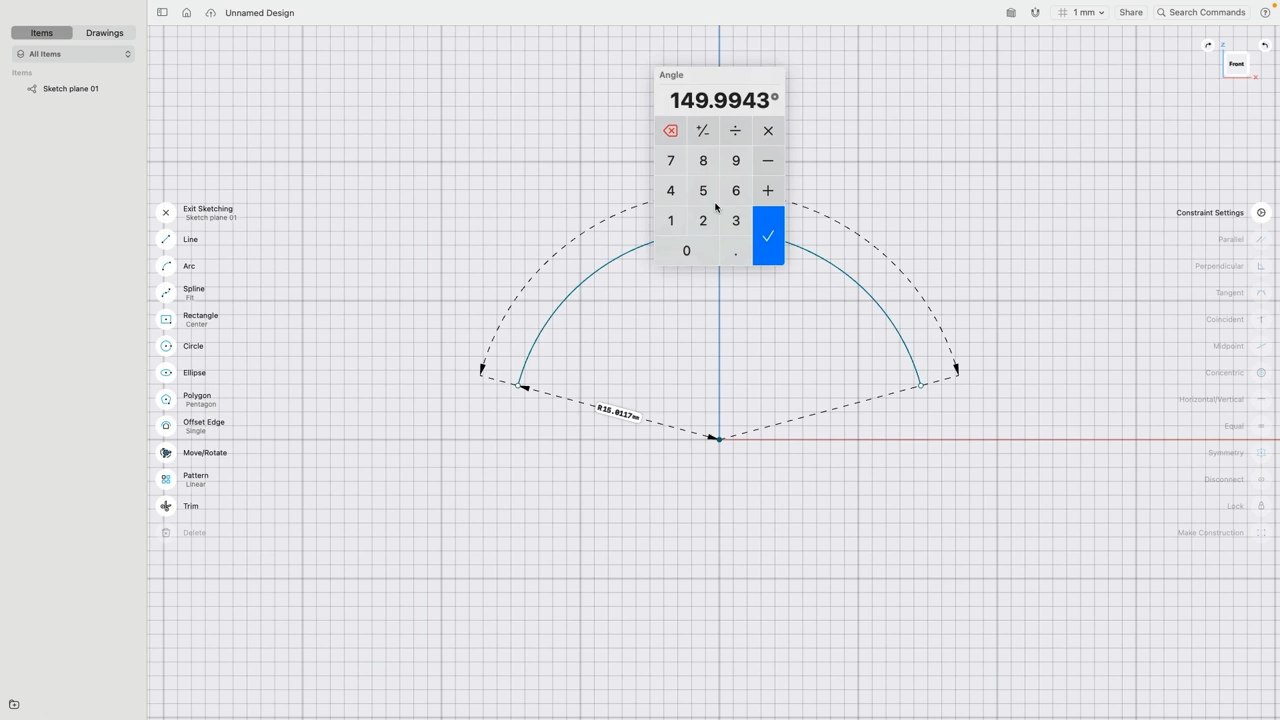 Unnamed Design
1 mm
Share
Search Commands
Items
Drawings
All Items
Items
Sketch plane 01
Z
Front
X
Angle
149.9943°
+/− ÷ ×
7 8 9 −
4 5 6 +
1 2 3
0 .
Exit Sketching
Sketch plane 01
Line
Arc
Spline
Fit
Rectangle
Center
Circle
Ellipse
Polygon
Pentagon
Offset Edge
Single
Move/Rotate
Pattern
Linear
Trim
Delete
R15.0117mm
Constraint Settings
Parallel
Perpendicular
Tangent
Coincident
Midpoint
Concentric
Horizontal/Vertical
Equal
Symmetry
Disconnect
Lock
Make Construction